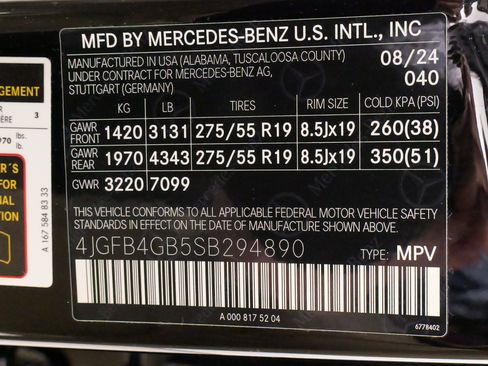 MFD BY MERCEDES-BENZ U.S. INTL., INC
MANUFACTURED IN USA (ALABAMA, TUSCALOOSA COUNTY)
UNDER CONTRACT FOR MERCEDES-BENZ AG,
STUTTGART (GERMANY)
08/24
040
KG LB TIRES RIM SIZE COLD KPA (PSI)
GAWR FRONT 1420 3131 275/55 R19 8.5Jx19 260(38)
GAWR REAR 1970 4343 275/55 R19 8.5Jx19 350(51)
GVWR 3220 7099
THIS VEHICLE CONFORMS TO ALL APPLICABLE FEDERAL MOTOR VEHICLE SAFETY
STANDARDS IN EFFECT ON THE DATE OF MANUFACTURE SHOWN ABOVE.
4JGFB4GB5SB294890
TYPE: MPV
A 000 817 52 04
6778402
A 167 584 83 33
3
lbs.
lb.